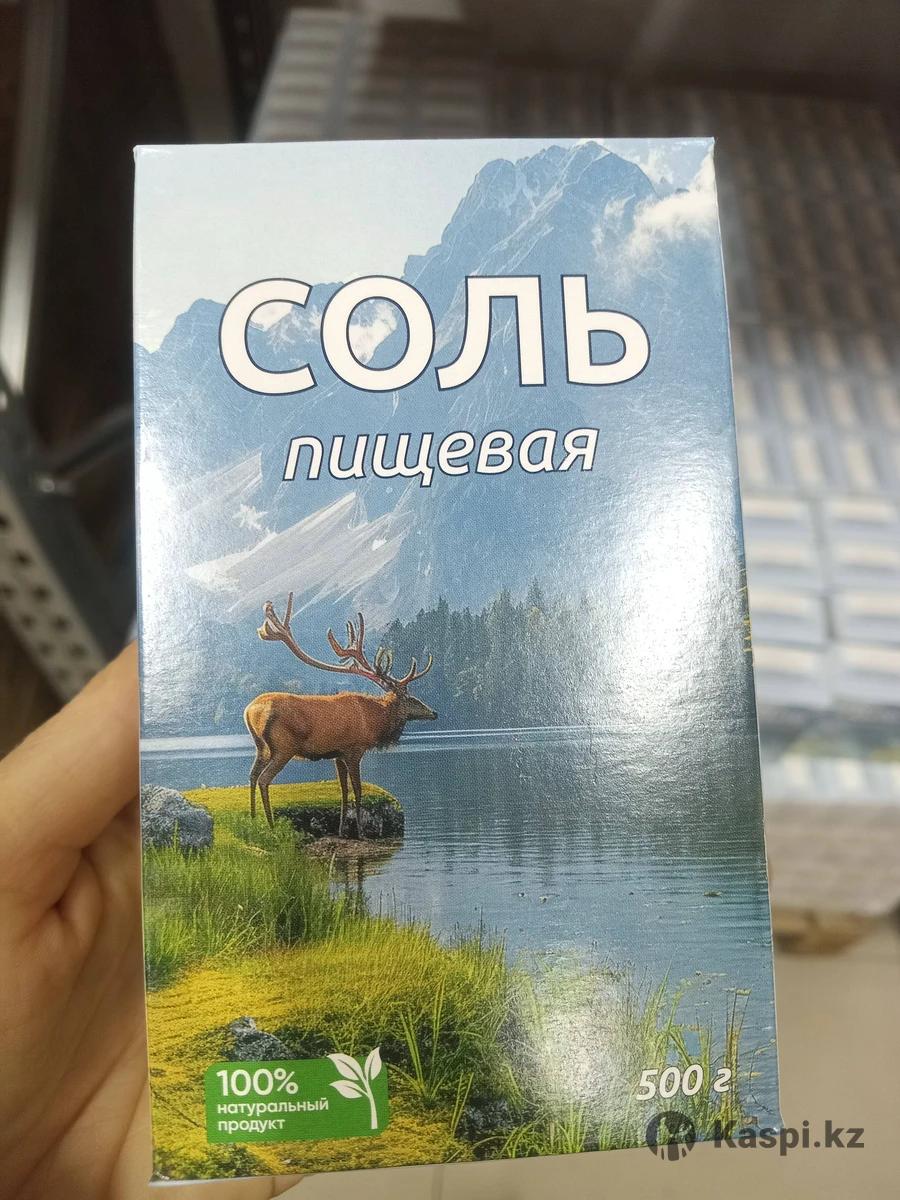 СОЛЬ
пищевая
100%
натуральный
продукт
500 г
Kaspi.kz